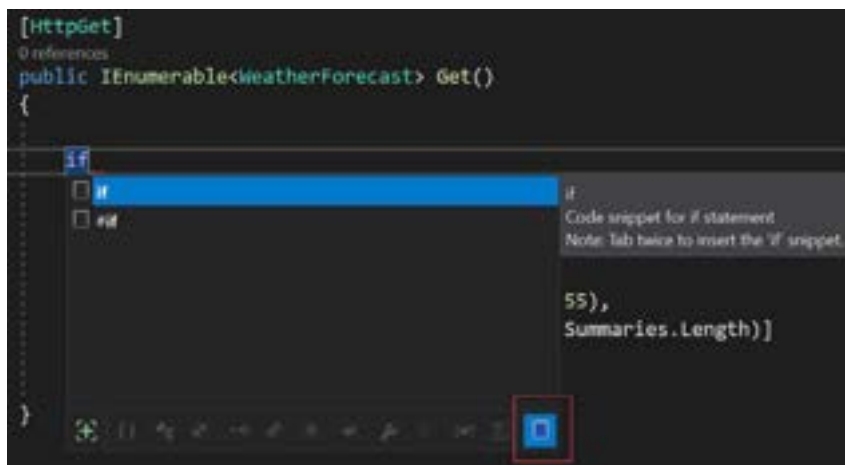 [HttpGet]
0 references
public IEnumerable<WeatherForecast> Get()
{
if
if
#if
if
Code snippet for if statement
Note: Tab twice to insert the 'if' snippet.
55),
Summaries.Length)]
}